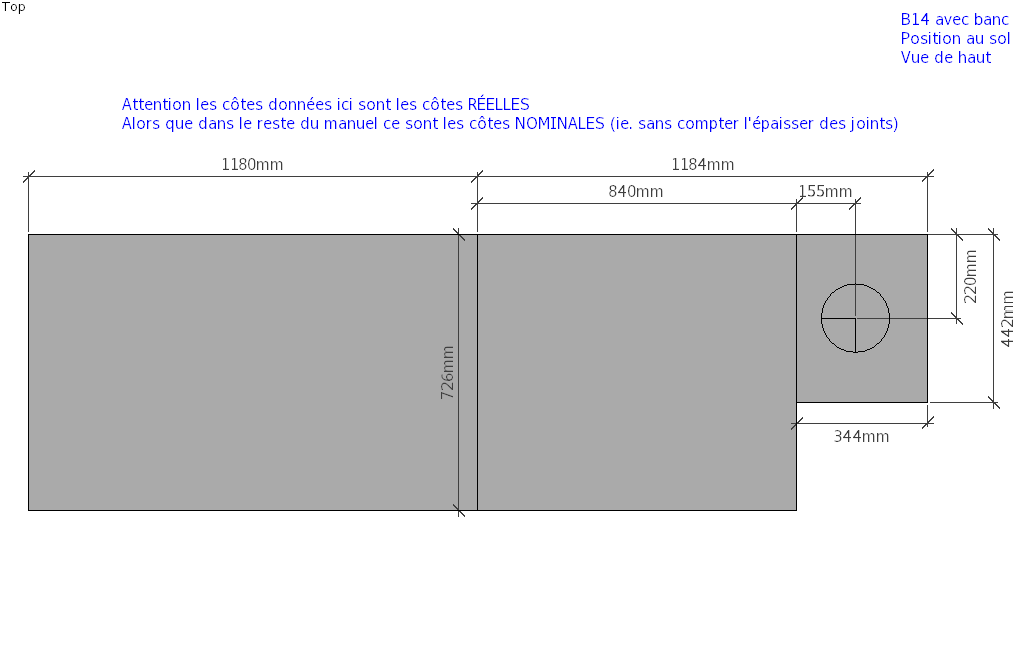 Top
B14 avec banc
Position au sol
Vue de haut
Attention les côtes données ici sont les côtes RÉELLES
Alors que dans le reste du manuel ce sont les côtes NOMINALES (ie. sans compter l'épaisser des joints)
1180mm
1184mm
840mm
155mm
220mm
442mm
726mm
344mm